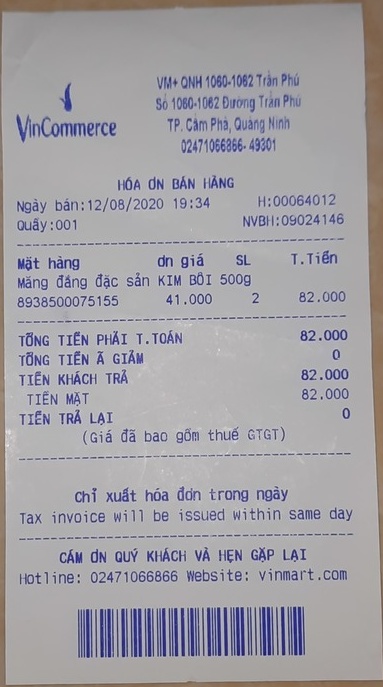 VinCommerce
VM+ QNH 1060-1062 Trần Phú
Số 1060-1062 Đường Trần Phú
TP. Cẩm Phả, Quảng Ninh
02471066866- 49301
HÓA ƠN BÁN HÀNG
Ngày bán:12/08/2020 19:34 H:00064012
Quầy:001 NVBH:09024146
Mặt hàng ơn giá SL T.Tiền
Măng đắng đặc sản KIM BÔI 500g
8938500075155 41.000 2 82.000
TỔNG TIỀN PHẢI T.TOÁN 82.000
TỔNG TIỀN Ã GIẢM 0
TIỀN KHÁCH TRẢ 82.000
TIỀN MẶT 82.000
TIỀN TRẢ LẠI 0
(Giá đã bao gồm thuế GTGT)
Chỉ xuất hóa đơn trong ngày
Tax invoice will be issued within same day
CẢM ƠN QUÝ KHÁCH VÀ HẸN GẶP LẠI
Hotline: 02471066866 Website: vinmart.com